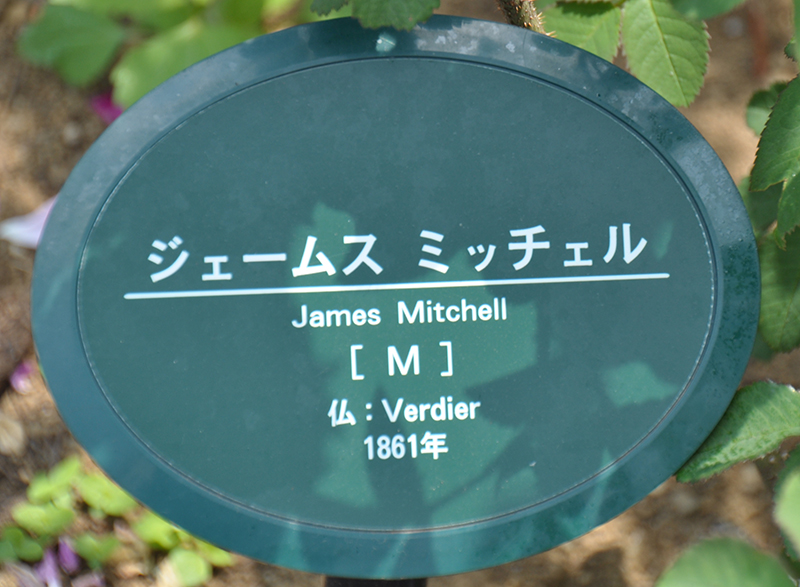 ジェームス ミッチェル
James Mitchell
[ M ]
仏：Verdier
1861年